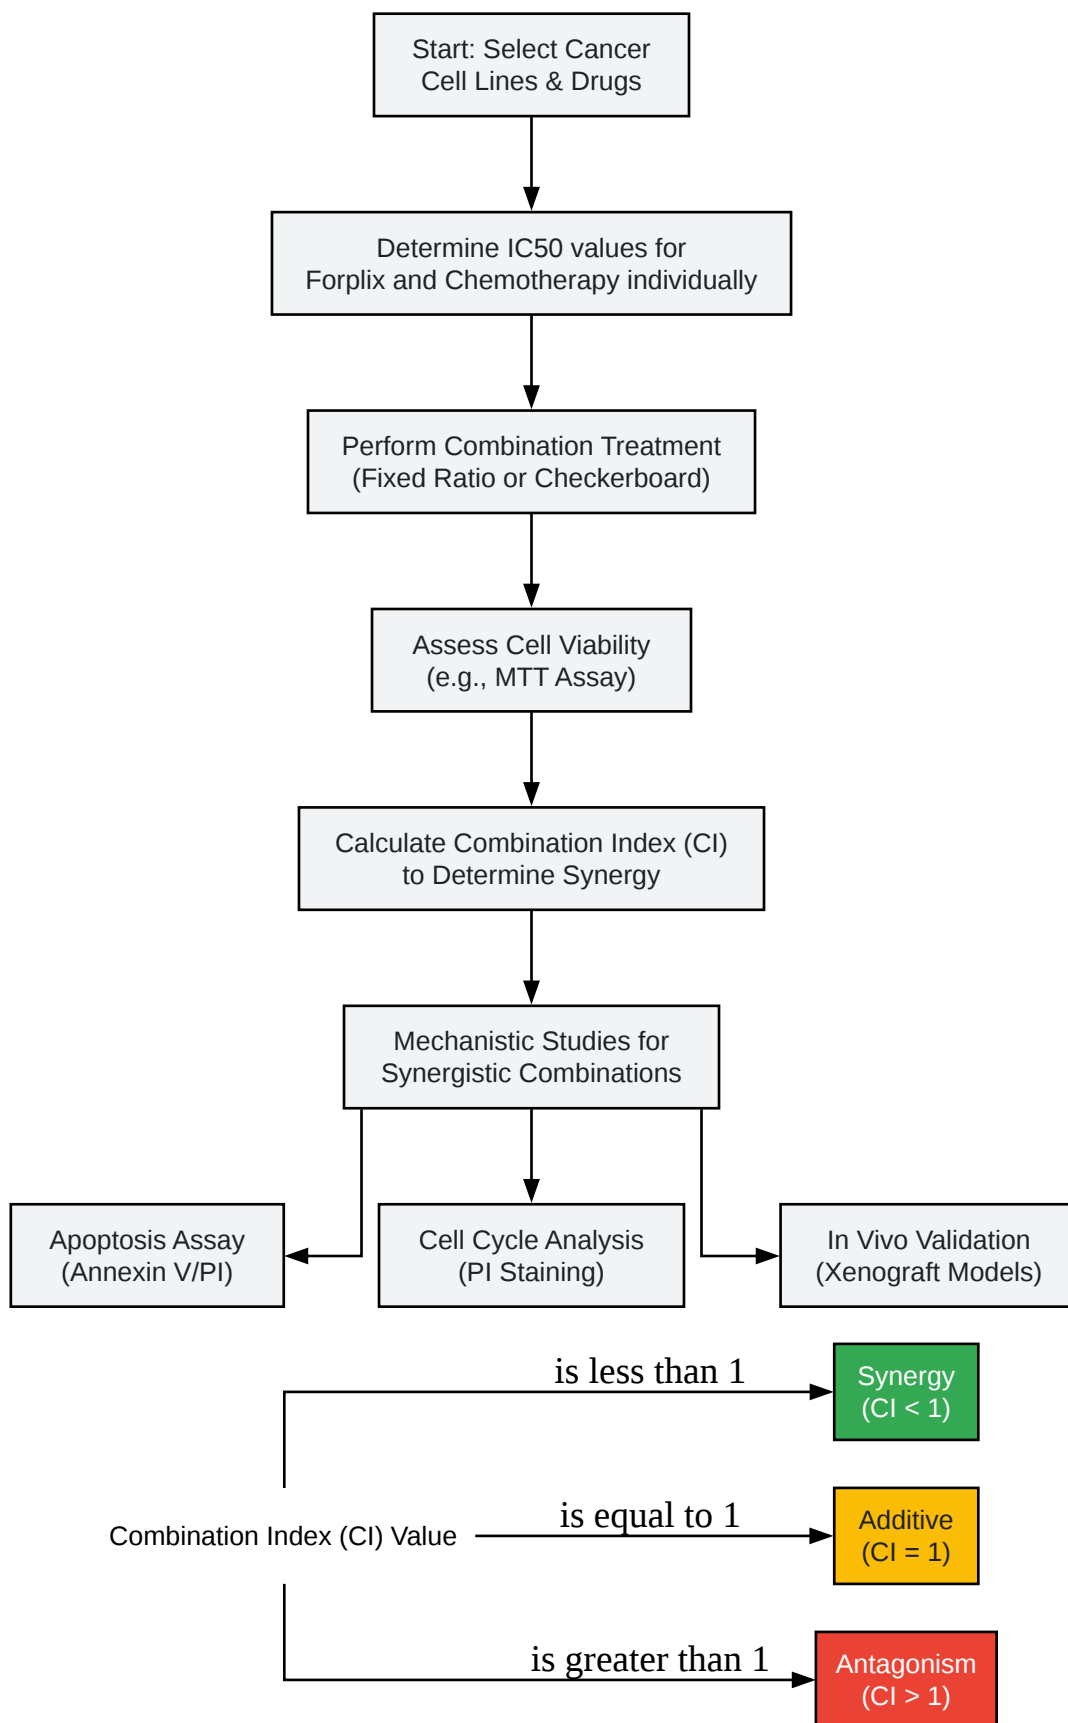 Start: Select Cancer
Cell Lines & Drugs
Determine IC50 values for
Forplix and Chemotherapy individually
Perform Combination Treatment
(Fixed Ratio or Checkerboard)
Assess Cell Viability
(e.g., MTT Assay)
Calculate Combination Index (CI)
to Determine Synergy
Mechanistic Studies for
Synergistic Combinations
Apoptosis Assay
(Annexin V/PI)
Cell Cycle Analysis
(PI Staining)
In Vivo Validation
(Xenograft Models)
is less than 1
Synergy
(CI < 1)
Combination Index (CI) Value
is equal to 1
Additive
(CI = 1)
is greater than 1
Antagonism
(CI > 1)